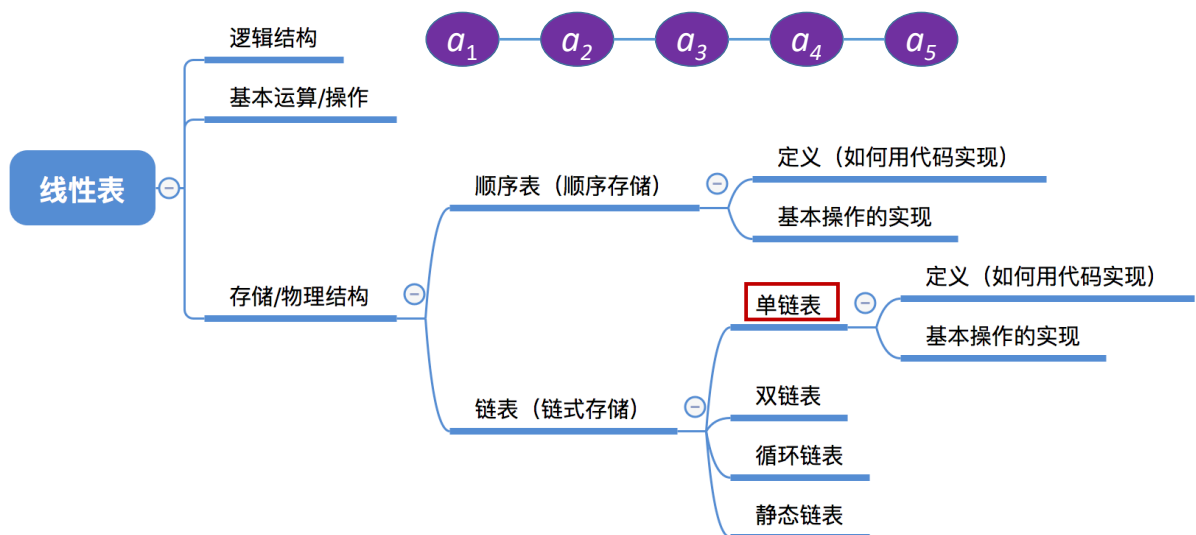 逻辑结构
a1 a2 a3 a4 a5
基本运算/操作
线性表
存储/物理结构
顺序表（顺序存储）
定义（如何用代码实现）
基本操作的实现
链表（链式存储）
单链表
定义（如何用代码实现）
基本操作的实现
双链表
循环链表
静态链表